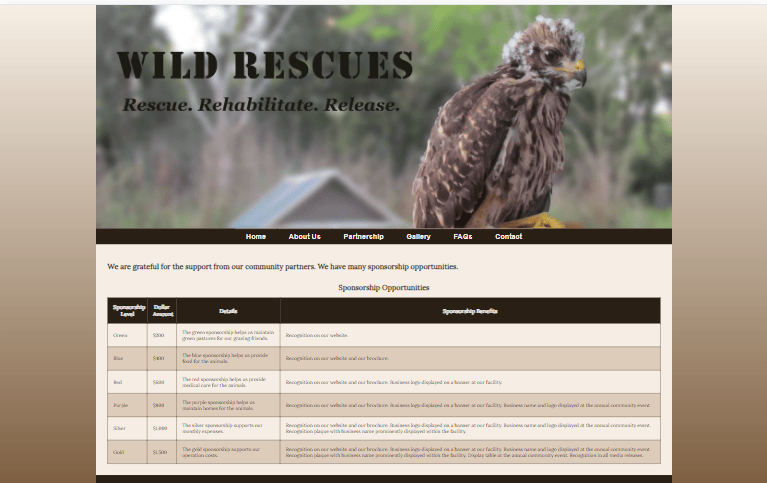 WILD RESCUES
Rescue. Rehabilitate. Release.
Home About Us Partnership Gallery FAQs Contact
We are grateful for the support from our community partners. We have many sponsorship opportunities.
Sponsorship Opportunities
Sponsorship Level Dollar Amount Details Sponsorship Benefits
Green $200 The green sponsorship helps us maintain green pastures for our grazing friends. Recognition on our website.
Blue $400 The blue sponsorship helps us provide food for the animals. Recognition on our website and our brochure.
Red The red sponsorship helps us provide medical care for the animals. Recognition on our website and our brochure. Business logo displayed on a banner at our facility.
Purple $800 The purple sponsorship helps us maintain homes for the animals. Recognition on our website and our brochure. Business logo displayed on a banner at our facility. Business name and logo displayed at the annual community event.
Silver $1,000 The silver sponsorship supports our monthly expenses. Recognition on our website and our brochure. Business logo displayed on a banner at our facility. Business name and logo displayed at the annual community event. Recognition plaque with business name prominently displayed within the facility.
Gold $1,500 The gold sponsorship supports our operation costs. Recognition on our website and our brochure. Business logo displayed on a banner at our facility. Business name and logo displayed at the annual community event. Recognition plaque with business name prominently displayed within the facility. Display table at the annual community event. Recognition in all media releases.